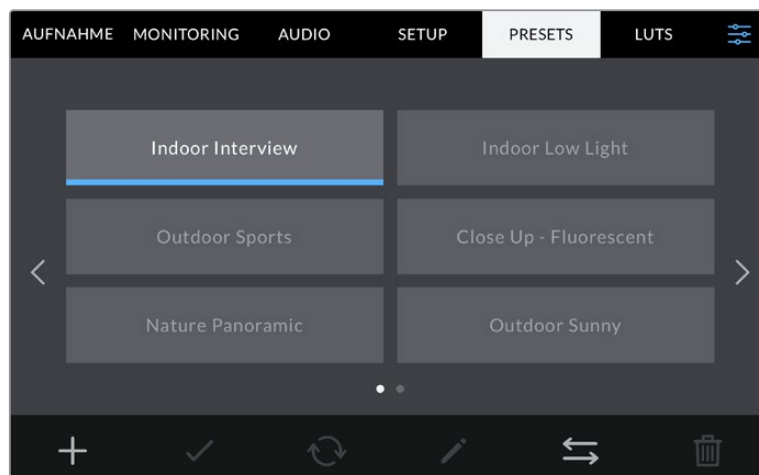 AUFNAHME MONITORING AUDIO SETUP PRESETS LUTS
Indoor Interview Indoor Low Light
Outdoor Sports Close Up - Fluorescent
Nature Panoramic Outdoor Sunny